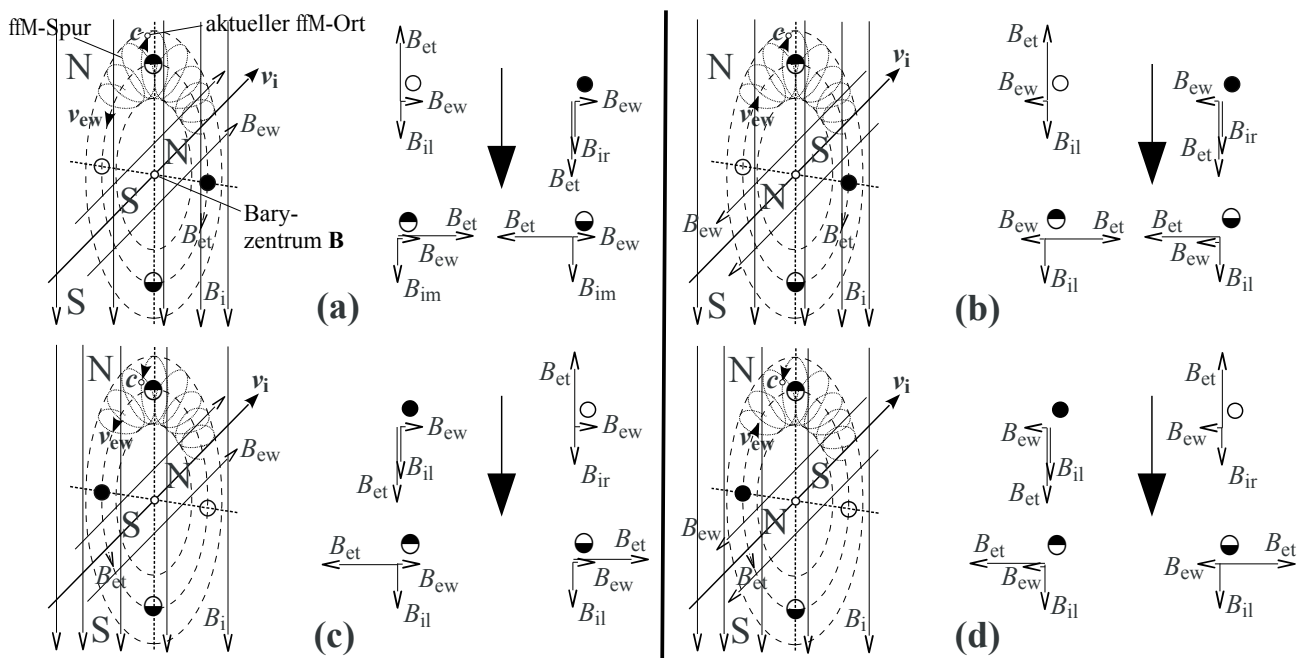 ffM-Spur
c
aktueller ffM-Ort
N
v_i
v_ew
B_ew
N
S
B_et
Bary-
zentrum B
S
B_i
(a)
B_et
B_ew
B_il
B_ew
B_ir
B_et
B_et
B_ew
B_im
B_et
B_ew
B_im
c
N
v_i
v_ew
S
N
B_ew
B_et
S
B_i
(b)
B_et
B_ew
B_il
B_ew
B_ir
B_et
B_ew
B_et
B_il
B_et
B_ew
B_il
N
c
v_i
v_ew
B_ew
N
S
B_et
S
B_i
(c)
B_ew
B_il
B_et
B_et
B_ew
B_ir
B_et
B_ew
B_il
B_et
B_ew
B_il
N
c
v_i
v_ew
S
N
B_ew
B_et
S
B_i
(d)
B_ew
B_il
B_et
B_et
B_ew
B_ir
B_et
B_ew
B_il
B_ew
B_et
B_il